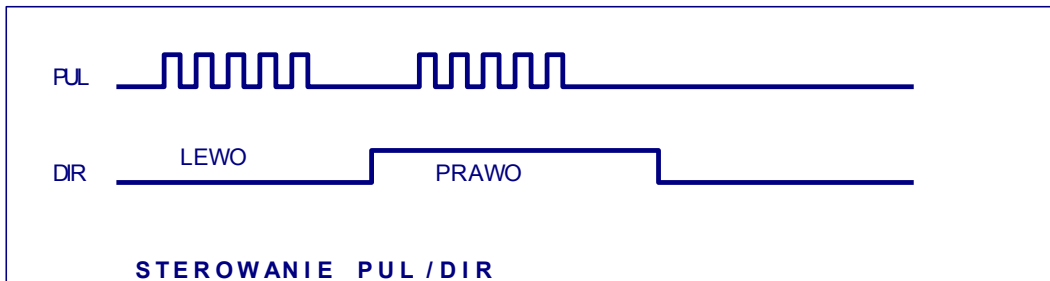 PUL
LEWO
DIR
PRAWO
STEROWANIE PUL / DIR